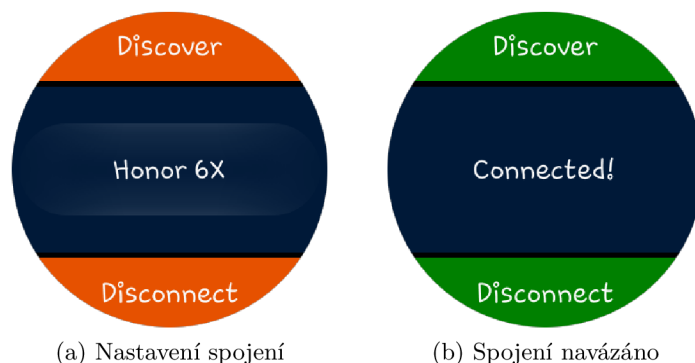 Discover
Honor 6X
Disconnect
(a) Nastavení spojení
Discover
Connected!
Disconnect
(b) Spojení navázáno